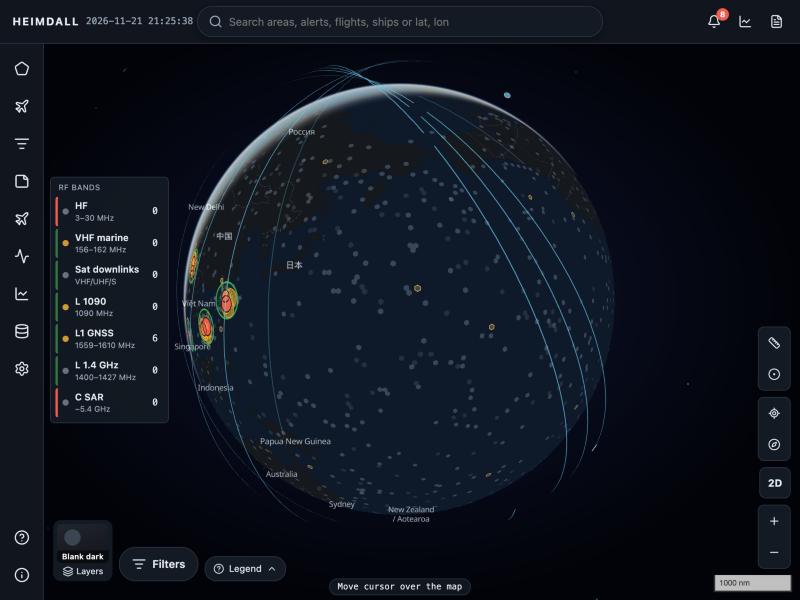 HEIMDALL 2026-11-21 21:25:38
Search areas, alerts, flights, ships or lat, lon
8
RF BANDS
HF
3–30 MHz
0
VHF marine
156–162 MHz
0
Sat downlinks
VHF/UHF/S
0
L 1090
1090 MHz
0
L1 GNSS
1559–1610 MHz
6
L 1.4 GHz
1400–1427 MHz
0
C SAR
~5.4 GHz
0
Россия
New Delhi
中国
日本
Việt Nam
Singapore
Indonesia
Papua New Guinea
Australia
Sydney
New Zealand
/ Aotearoa
2D
Blank dark
Layers
Filters
Legend
Move cursor over the map
1000 nm